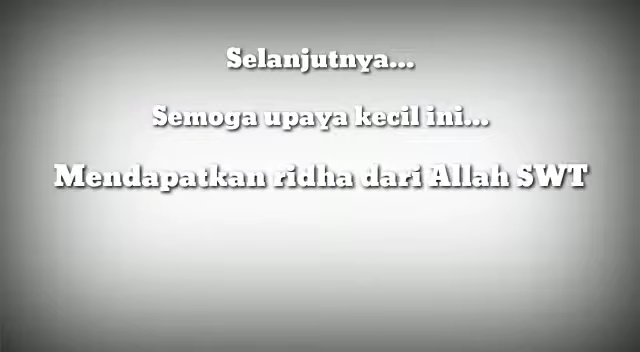 Selanjutnya...
Semoga upaya kecil ini...
Mendapatkan ridha dari Allah SWT